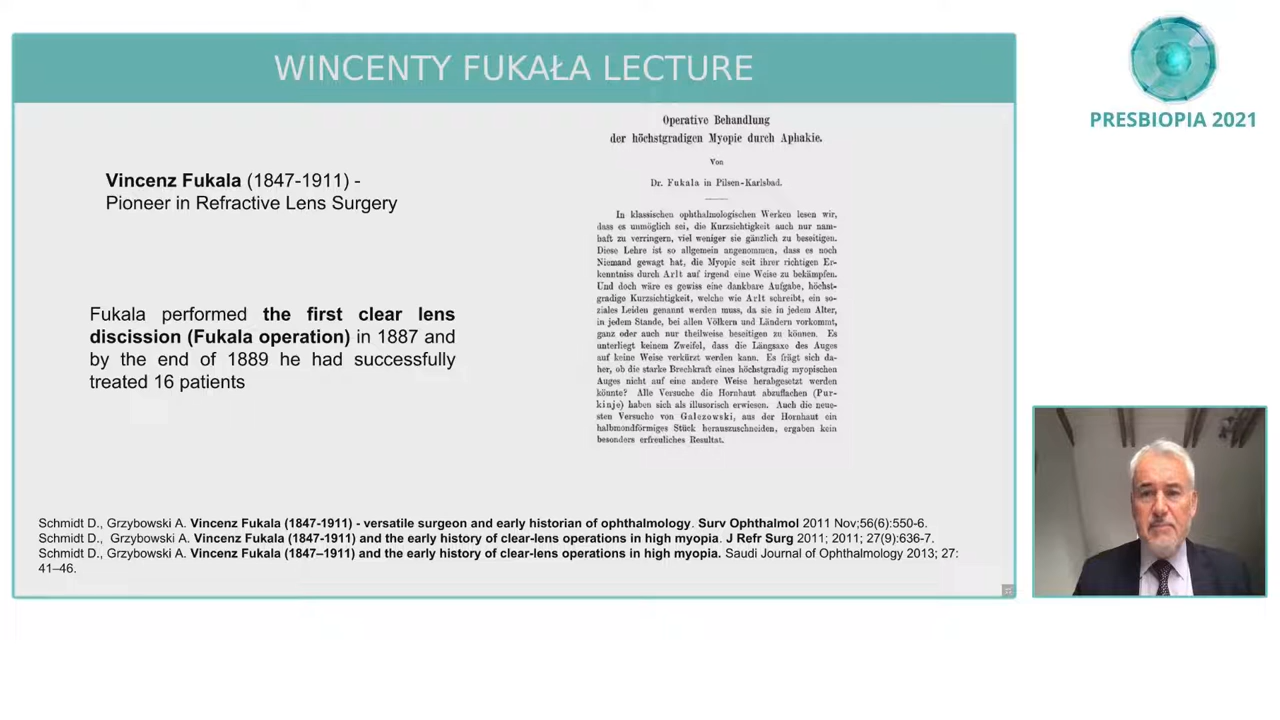 WINCENTY FUKAŁA LECTURE
PRESBIOPIA 2021
Vincenz Fukala (1847-1911) -
Pioneer in Refractive Lens Surgery
Fukala performed the first clear lens
discission (Fukala operation) in 1887 and
by the end of 1889 he had successfully
treated 16 patients
Operative Behandlung
der höchstgradigen Myopie durch Aphakie.
Von
Dr. Fukala in Pilsen-Karlsbad.
In klassischen ophthalmologischen Werken lesen wir,
dass es unmöglich sei, die Kurzsichtigkeit auch nur nam-
haft zu verringern, viel weniger sie gänzlich zu beseitigen.
Diese Lehre ist so allgemein angenommen, dass es noch
Niemand gewagt hat, die Myopie seit ihrer richtigen Er-
kenntniss durch Arlt auf irgend eine Weise zu bekämpfen.
Und doch wäre es gewiss eine dankbare Aufgabe, höchst-
gradige Kurzsichtigkeit, welche wie Arlt schreibt, ein so-
ziales Leiden genannt werden muss, da sie in jedem Alter,
in jedem Stande, bei allen Völkern und Ländern vorkommt,
ganz oder auch nur theilweise beseitigen zu können. Es
unterliegt keinem Zweifel, dass die Längsaxe des Auges
auf keine Weise verkürzt werden kann. Es frägt sich da-
her, ob die starke Brechkraft eines höchstgradig myopischen
Auges nicht auf eine andere Weise herabgesetzt werden
könnte? Alle Versuche die Hornhaut abzuflachen (Pur-
kinje) haben sich als illusorisch erwiesen. Auch die neue-
sten Versuche von Galezowski, aus der Hornhaut ein
halbmondförmiges Stück herauszuschneiden, ergaben kein
besonders erfreuliches Resultat.
Schmidt D., Grzybowski A. Vincenz Fukala (1847-1911) - versatile surgeon and early historian of ophthalmology. Surv Ophthalmol 2011 Nov;56(6):550-6.
Schmidt D., Grzybowski A. Vincenz Fukala (1847-1911) and the early history of clear-lens operations in high myopia. J Refr Surg 2011; 2011; 27(9):636-7.
Schmidt D., Grzybowski A. Vincenz Fukala (1847–1911) and the early history of clear-lens operations in high myopia. Saudi Journal of Ophthalmology 2013; 27:
41–46.